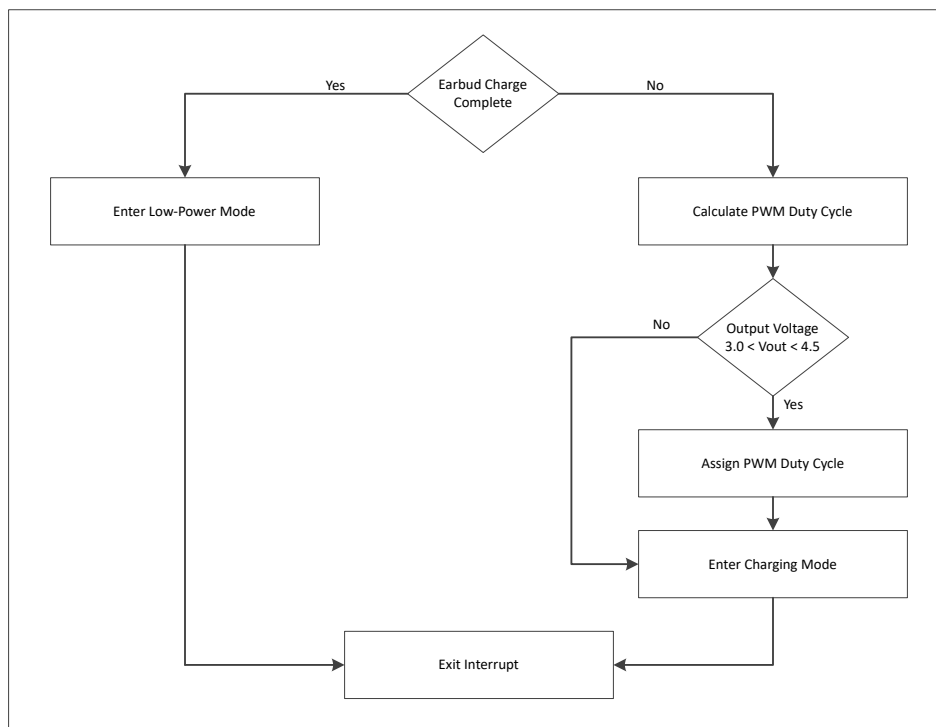 Earbud Charge
Complete
Yes
No
Enter Low-Power Mode
Calculate PWM Duty Cycle
Output Voltage
3.0 < Vout < 4.5
No
Yes
Assign PWM Duty Cycle
Enter Charging Mode
Exit Interrupt